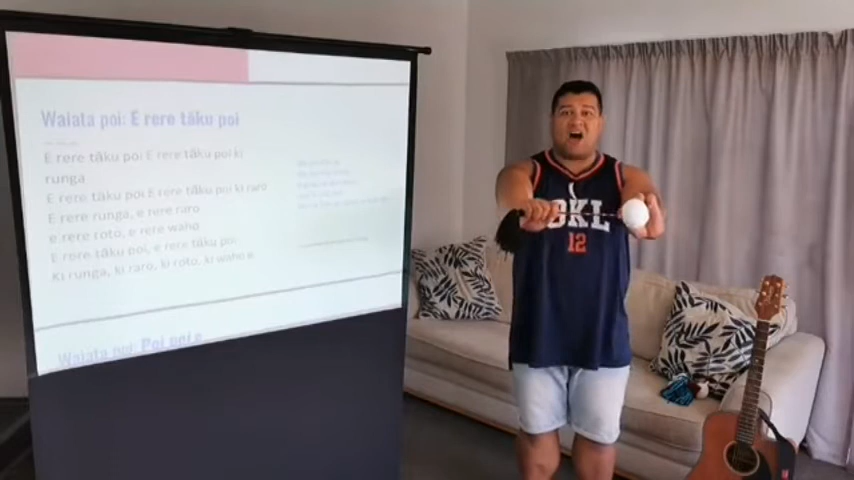 Waiata poi: E rere tāku poi
E rere tāku poi E rere tāku poi ki
runga
E rere tāku poi E rere tāku poi ki raro
E rere runga, e rere raro
E rere roto, e rere waho
E rere tāku poi, e rere tāku poi
Ki runga, ki raro, ki roto, ki waho e
Waiata poi: Poi poi e
OKL
12